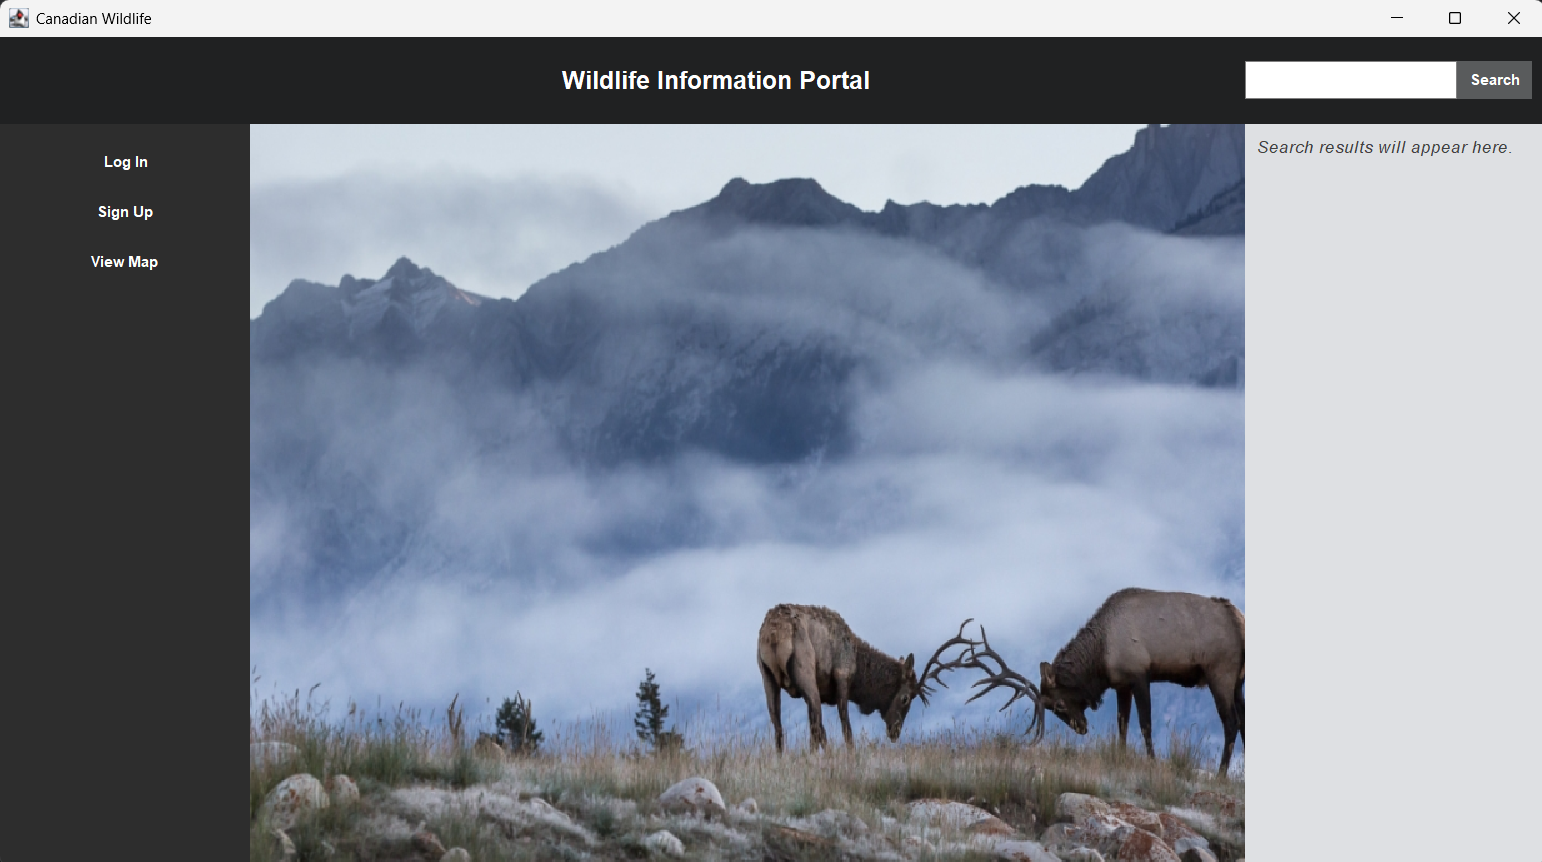 Canadian Wildlife
Wildlife Information Portal
Search
Log In
Sign Up
View Map
Search results will appear here.